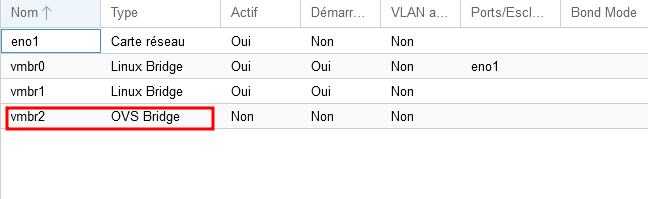 Nom Type Actif Démarr... VLAN a... Ports/Escl... Bond Mode
eno1 Carte réseau Oui Non Non
vmbr0 Linux Bridge Oui Oui Non eno1
vmbr1 Linux Bridge Oui Oui Non
vmbr2 OVS Bridge Non Non Non